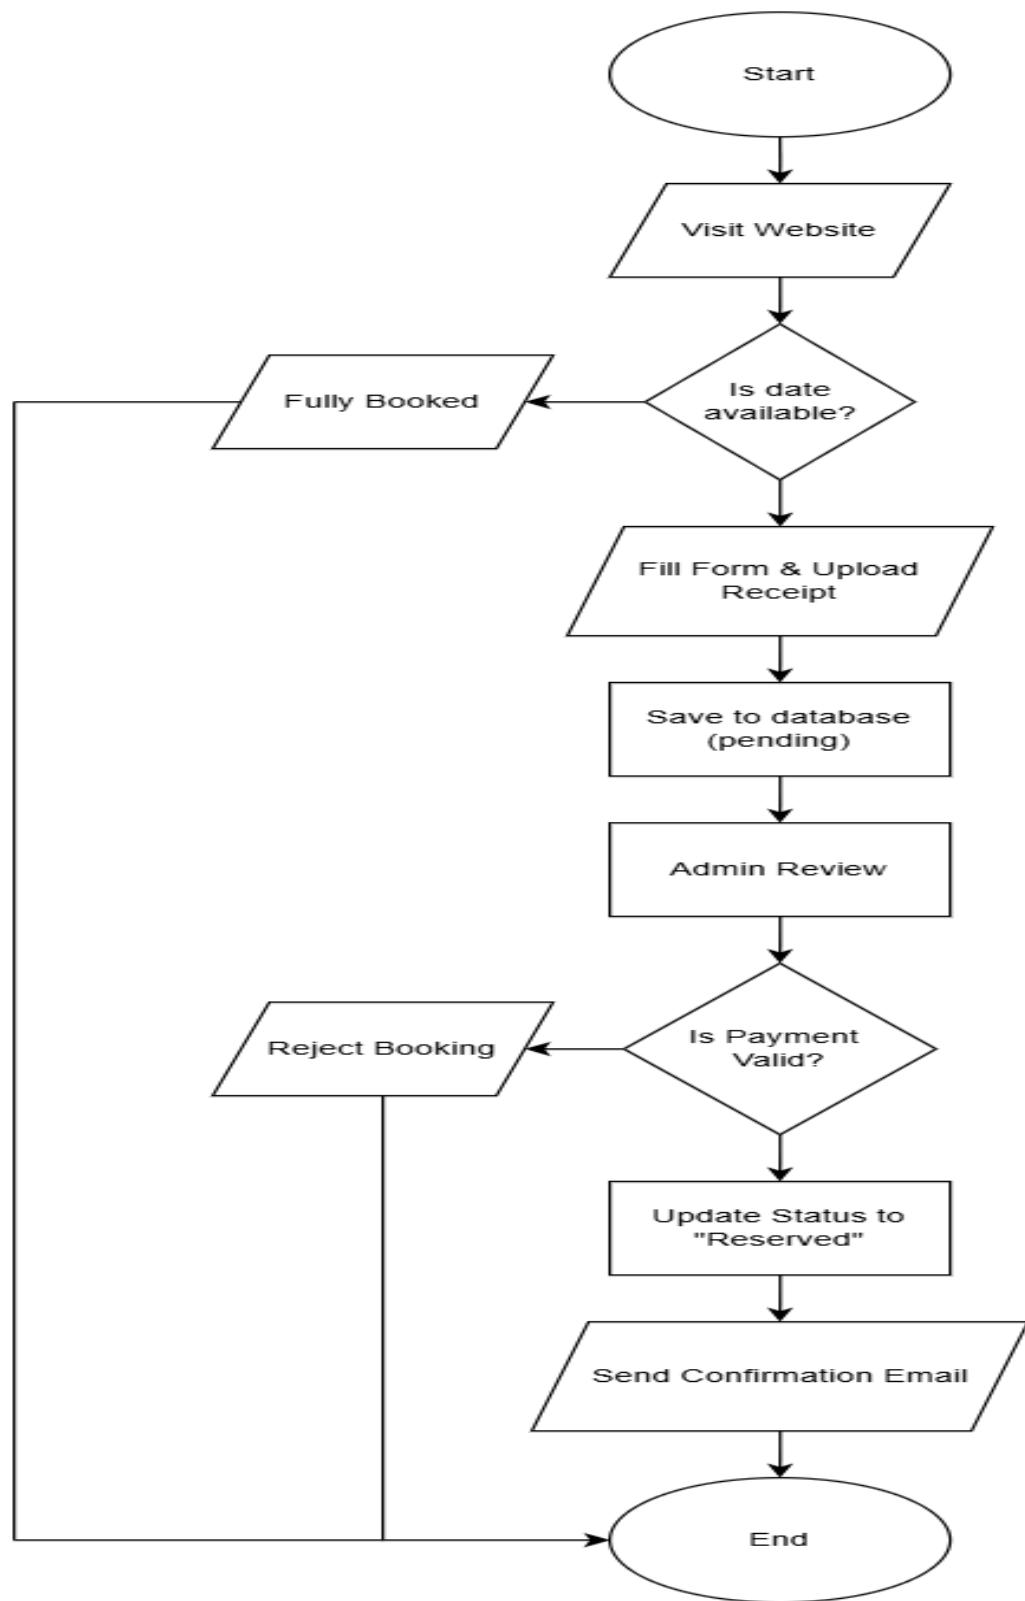 Start
Visit Website
Is date
available?
Fully Booked
Fill Form & Upload
Receipt
Save to database
(pending)
Admin Review
Is Payment
Valid?
Reject Booking
Update Status to
"Reserved"
Send Confirmation Email
End